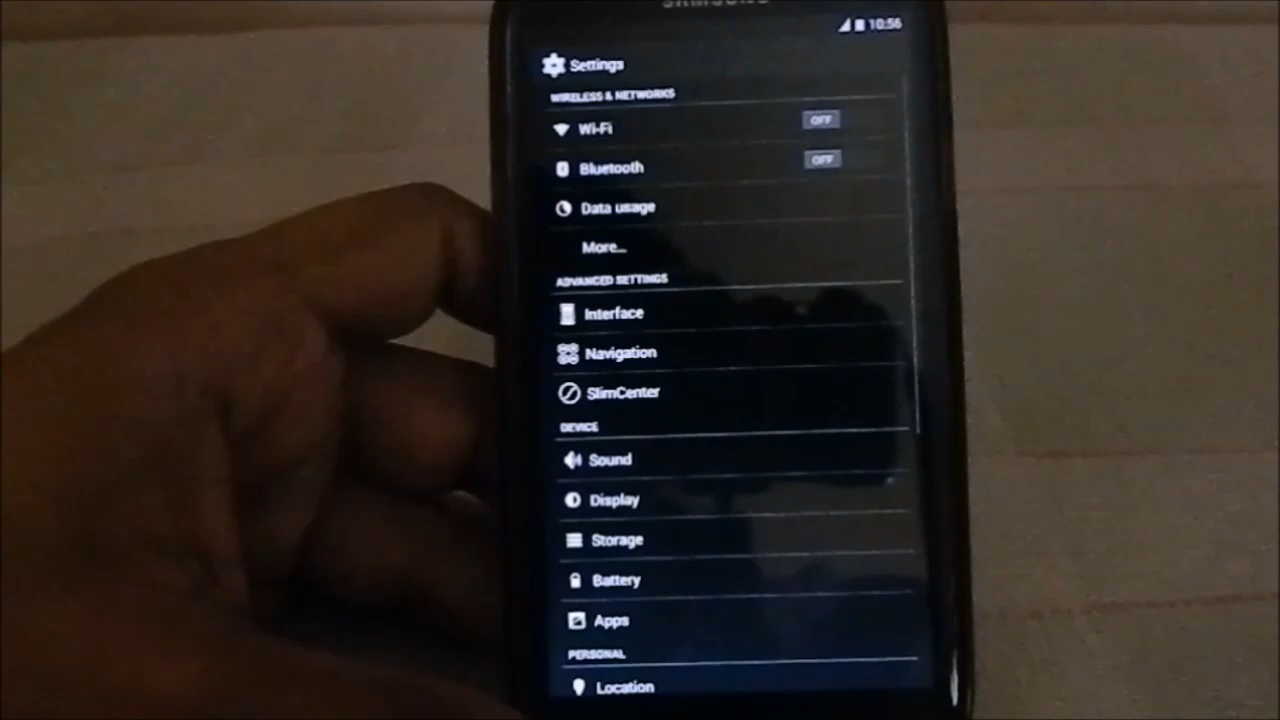 SAMSUNG
10:56
Settings
WIRELESS & NETWORKS
Wi-Fi OFF
Bluetooth OFF
Data usage
More...
ADVANCED SETTINGS
Interface
Navigation
SlimCenter
DEVICE
Sound
Display
Storage
Battery
Apps
PERSONAL
Location